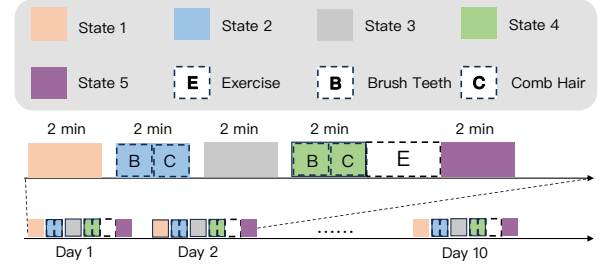 State 1 State 2 State 3 State 4
State 5 E Exercise B Brush Teeth C Comb Hair
2 min 2 min 2 min 2 min 2 min
B C B C E
Day 1 Day 2 ...... Day 10